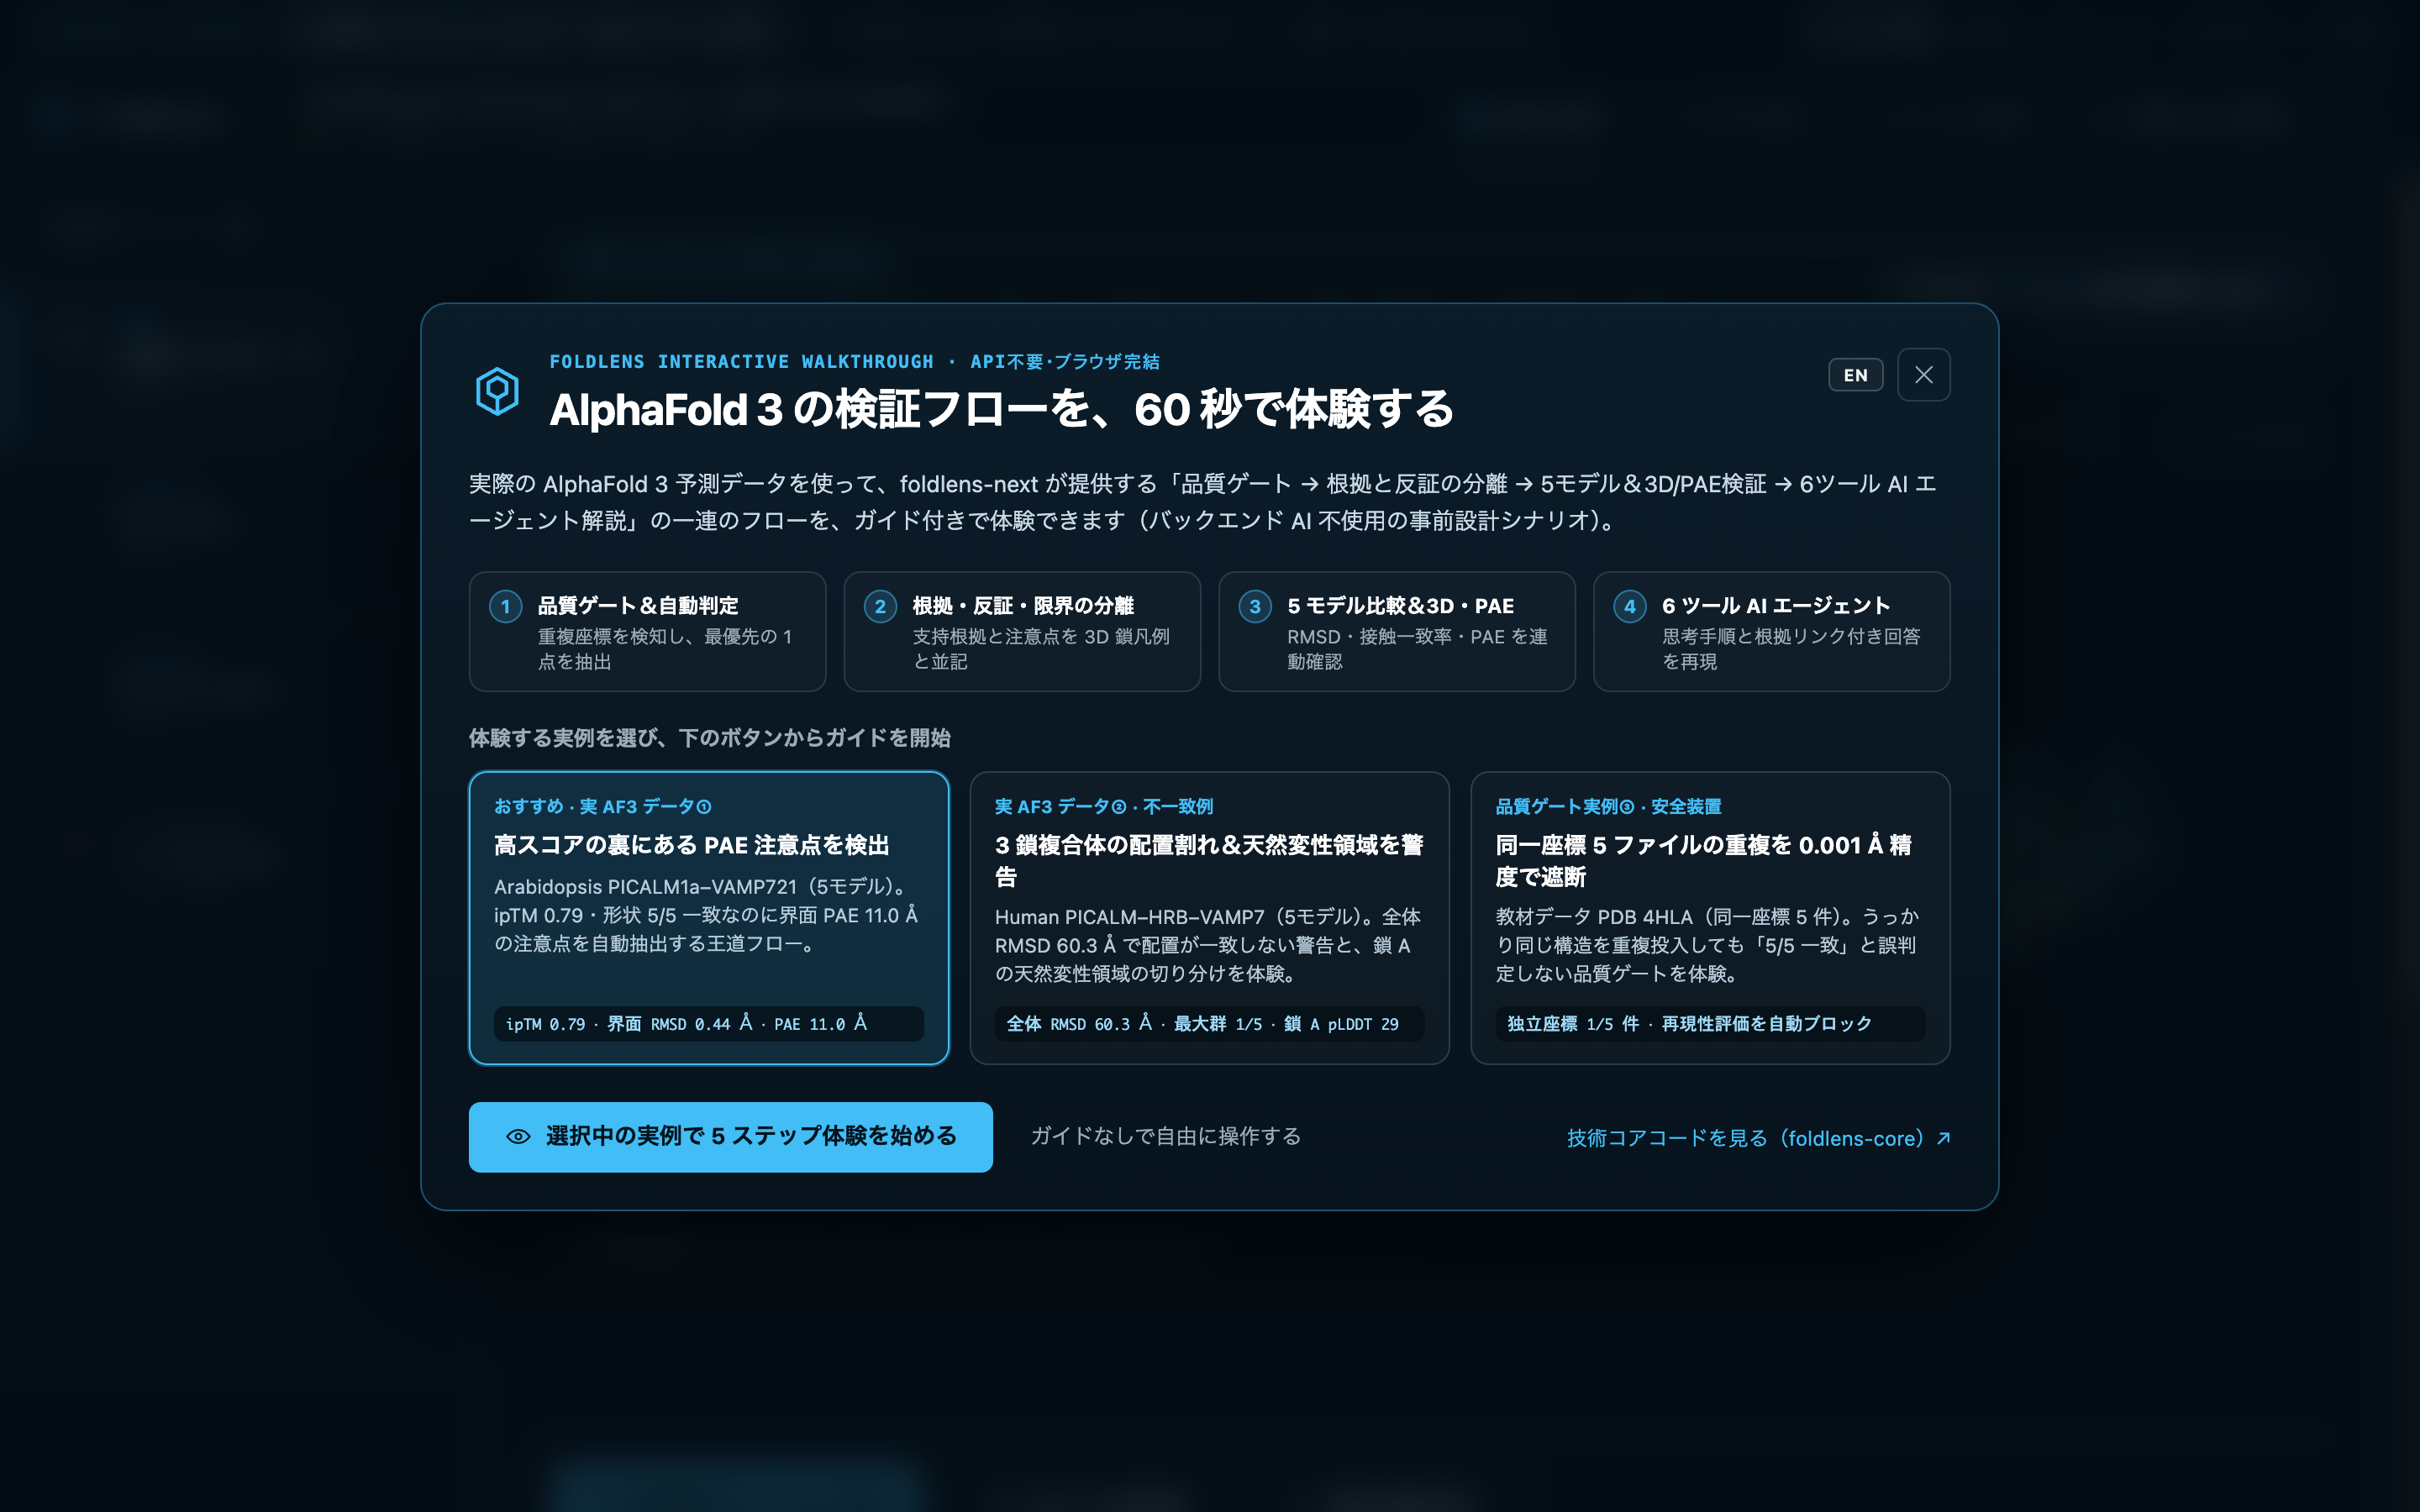 FOLDLENS INTERACTIVE WALKTHROUGH · API不要・ブラウザ完結
AlphaFold 3 の検証フローを、60 秒で体験する
EN
実際の AlphaFold 3 予測データを使って、foldlens-next が提供する「品質ゲート → 根拠と反証の分離 → 5モデル＆3D/PAE検証 → 6ツール AI エ
ージェント解説」の一連のフローを、ガイド付きで体験できます（バックエンド AI 不使用の事前設計シナリオ）。
1 品質ゲート＆自動判定
重複座標を検知し、最優先の 1
点を抽出
2 根拠・反証・限界の分離
支持根拠と注意点を 3D 鎖凡例
と並記
3 5 モデル比較＆3D・PAE
RMSD・接触一致率・PAE を連
動確認
4 6 ツール AI エージェント
思考手順と根拠リンク付き回答
を再現
体験する実例を選び、下のボタンからガイドを開始
おすすめ · 実 AF3 データ①
高スコアの裏にある PAE 注意点を検出
Arabidopsis PICALM1a–VAMP721（5モデル）。
ipTM 0.79・形状 5/5 一致なのに界面 PAE 11.0 Å
の注意点を自動抽出する王道フロー。
ipTM 0.79 · 界面 RMSD 0.44 Å · PAE 11.0 Å
実 AF3 データ② · 不一致例
3 鎖複合体の配置割れ＆天然変性領域を警
告
Human PICALM–HRB–VAMP7（5モデル）。全体
RMSD 60.3 Å で配置が一致しない警告と、鎖 A
の天然変性領域の切り分けを体験。
全体 RMSD 60.3 Å · 最大群 1/5 · 鎖 A pLDDT 29
品質ゲート実例③ · 安全装置
同一座標 5 ファイルの重複を 0.001 Å 精
度で遮断
教材データ PDB 4HLA（同一座標 5 件）。うっか
り同じ構造を重複投入しても「5/5 一致」と誤判
定しない品質ゲートを体験。
独立座標 1/5 件 · 再現性評価を自動ブロック
選択中の実例で 5 ステップ体験を始める
ガイドなしで自由に操作する
技術コアコードを見る（foldlens-core）↗